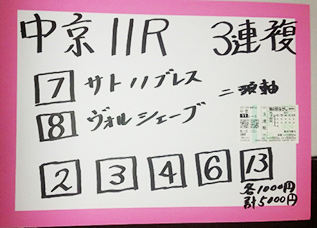 中京11R 3連複
7 サトノノブレス
8 ヴォルシェーブ
二頭軸
2 3 4 6 13
各1000円
計5000円